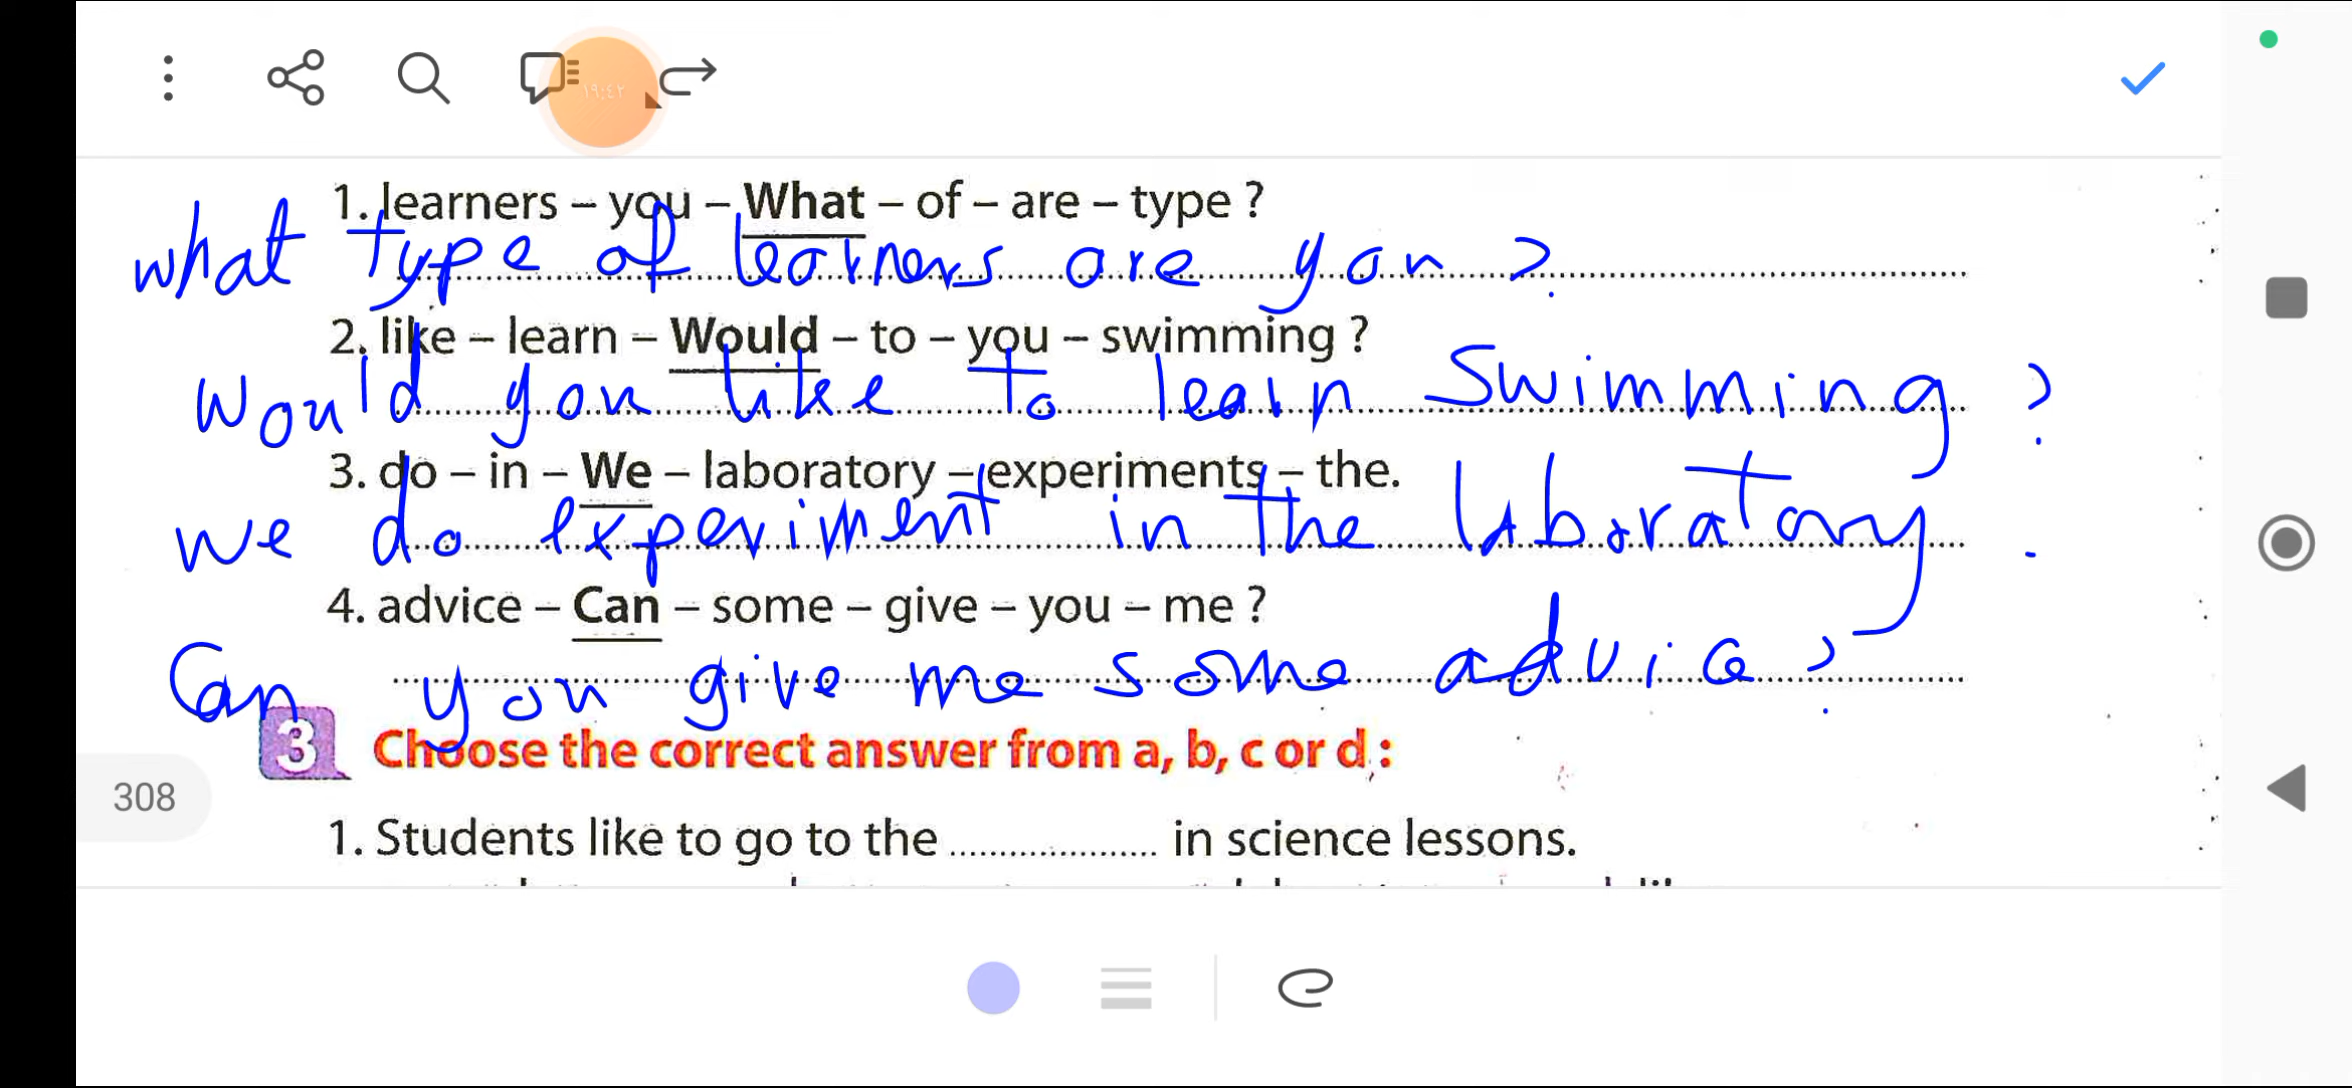 ١٩:٤٢
1. learners – you – What – of – are – type ?
what type of learners are you ?
2. like – learn – Would – to – you – swimming ?
Would you like to learn swimming ?
3. do – in – We – laboratory – experiments – the.
we do experiment in the laboratory .
4. advice – Can – some – give – you – me ?
Can you give me some advice ?
3 Choose the correct answer from a, b, c or d :
308
1. Students like to go to the .................... in science lessons.